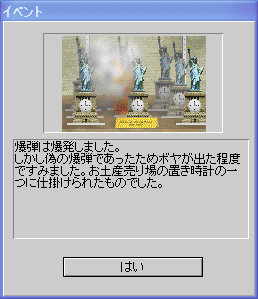 イベント
爆弾は爆発しました。
しかし偽の爆弾であったためボヤが出た程度
ですみました。お土産売り場の置き時計の一
つに仕掛けられたものでした。
はい